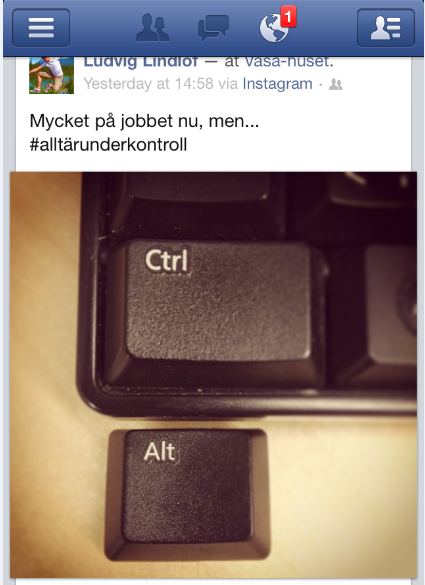 1
Ludvig Lindlöf — at Vasa-huset.
Yesterday at 14:58 via Instagram ·
Mycket på jobbet nu, men...
#alltärunderkontroll
Ctrl
Alt